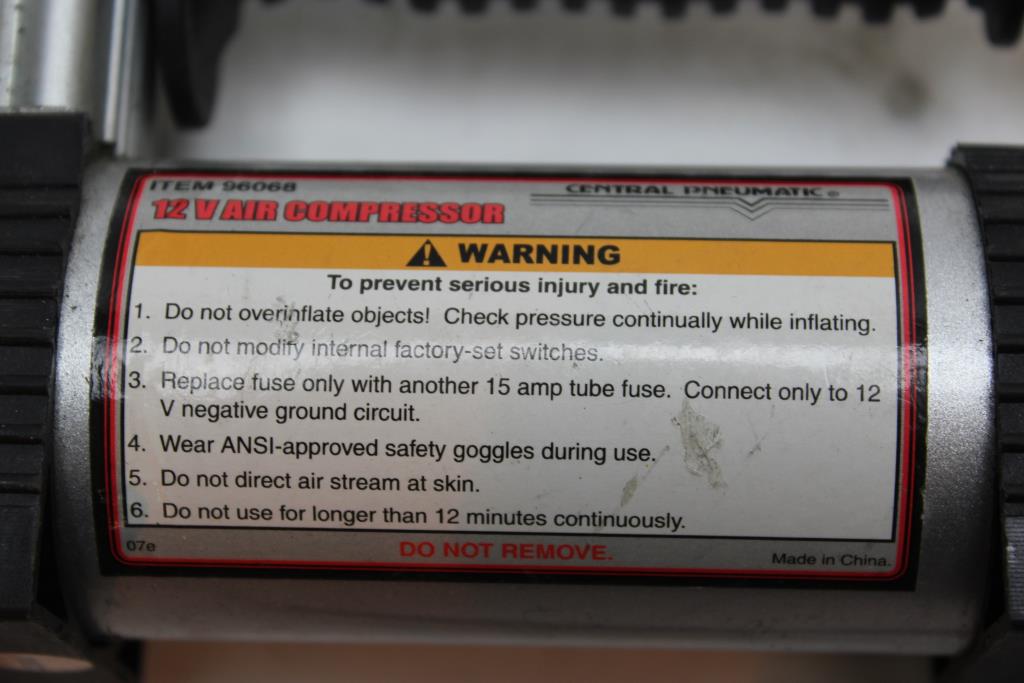 ITEM 96068
CENTRAL PNEUMATIC®
12 V AIR COMPRESSOR
WARNING
To prevent serious injury and fire:
1. Do not overinflate objects! Check pressure continually while inflating.
2. Do not modify internal factory-set switches.
3. Replace fuse only with another 15 amp tube fuse. Connect only to 12
V negative ground circuit.
4. Wear ANSI-approved safety goggles during use.
5. Do not direct air stream at skin.
6. Do not use for longer than 12 minutes continuously.
07e
DO NOT REMOVE.
Made in China.